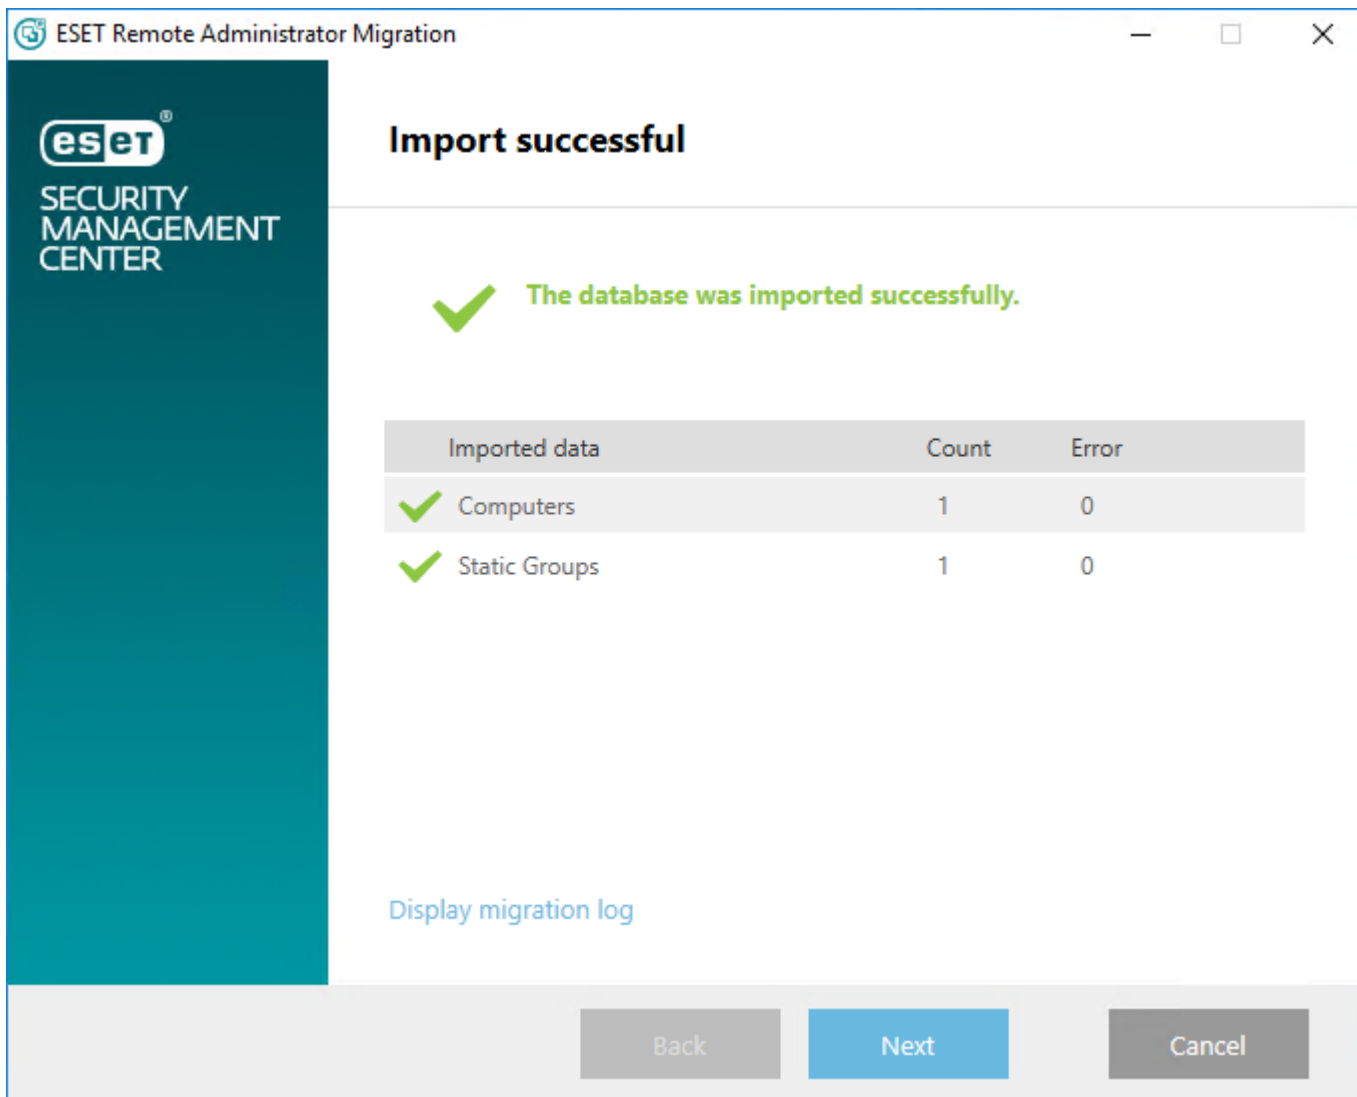 ESET Remote Administrator Migration
eset®
SECURITY
MANAGEMENT
CENTER
Import successful
The database was imported successfully.
Imported data Count Error
Computers 1 0
Static Groups 1 0
Display migration log
Back Next Cancel